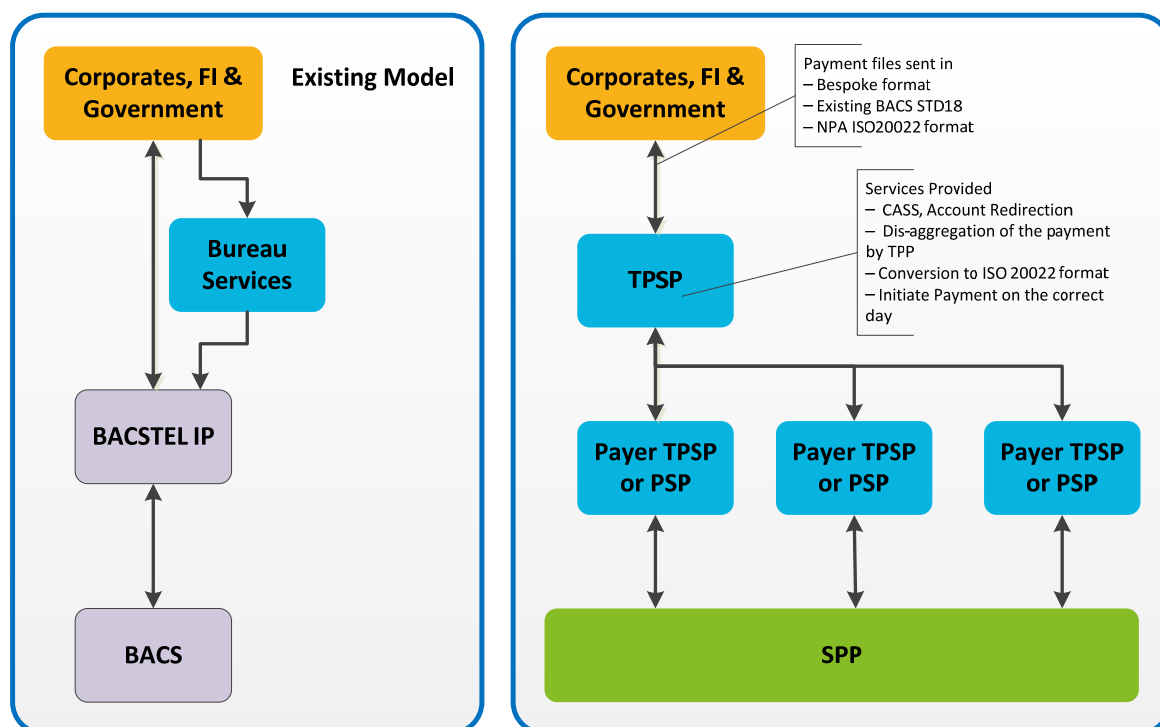 Corporates, FI &
Government
Existing Model
Bureau
Services
BACSTEL IP
BACS
Corporates, FI &
Government
Payment files sent in
– Bespoke format
– Existing BACS STD18
– NPA ISO20022 format
Services Provided
– CASS, Account Redirection
– Dis-aggregation of the payment
by TPP
– Conversion to ISO 20022 format
– Initiate Payment on the correct
day
TPSP
Payer TPSP
or PSP
Payer TPSP
or PSP
Payer TPSP
or PSP
SPP